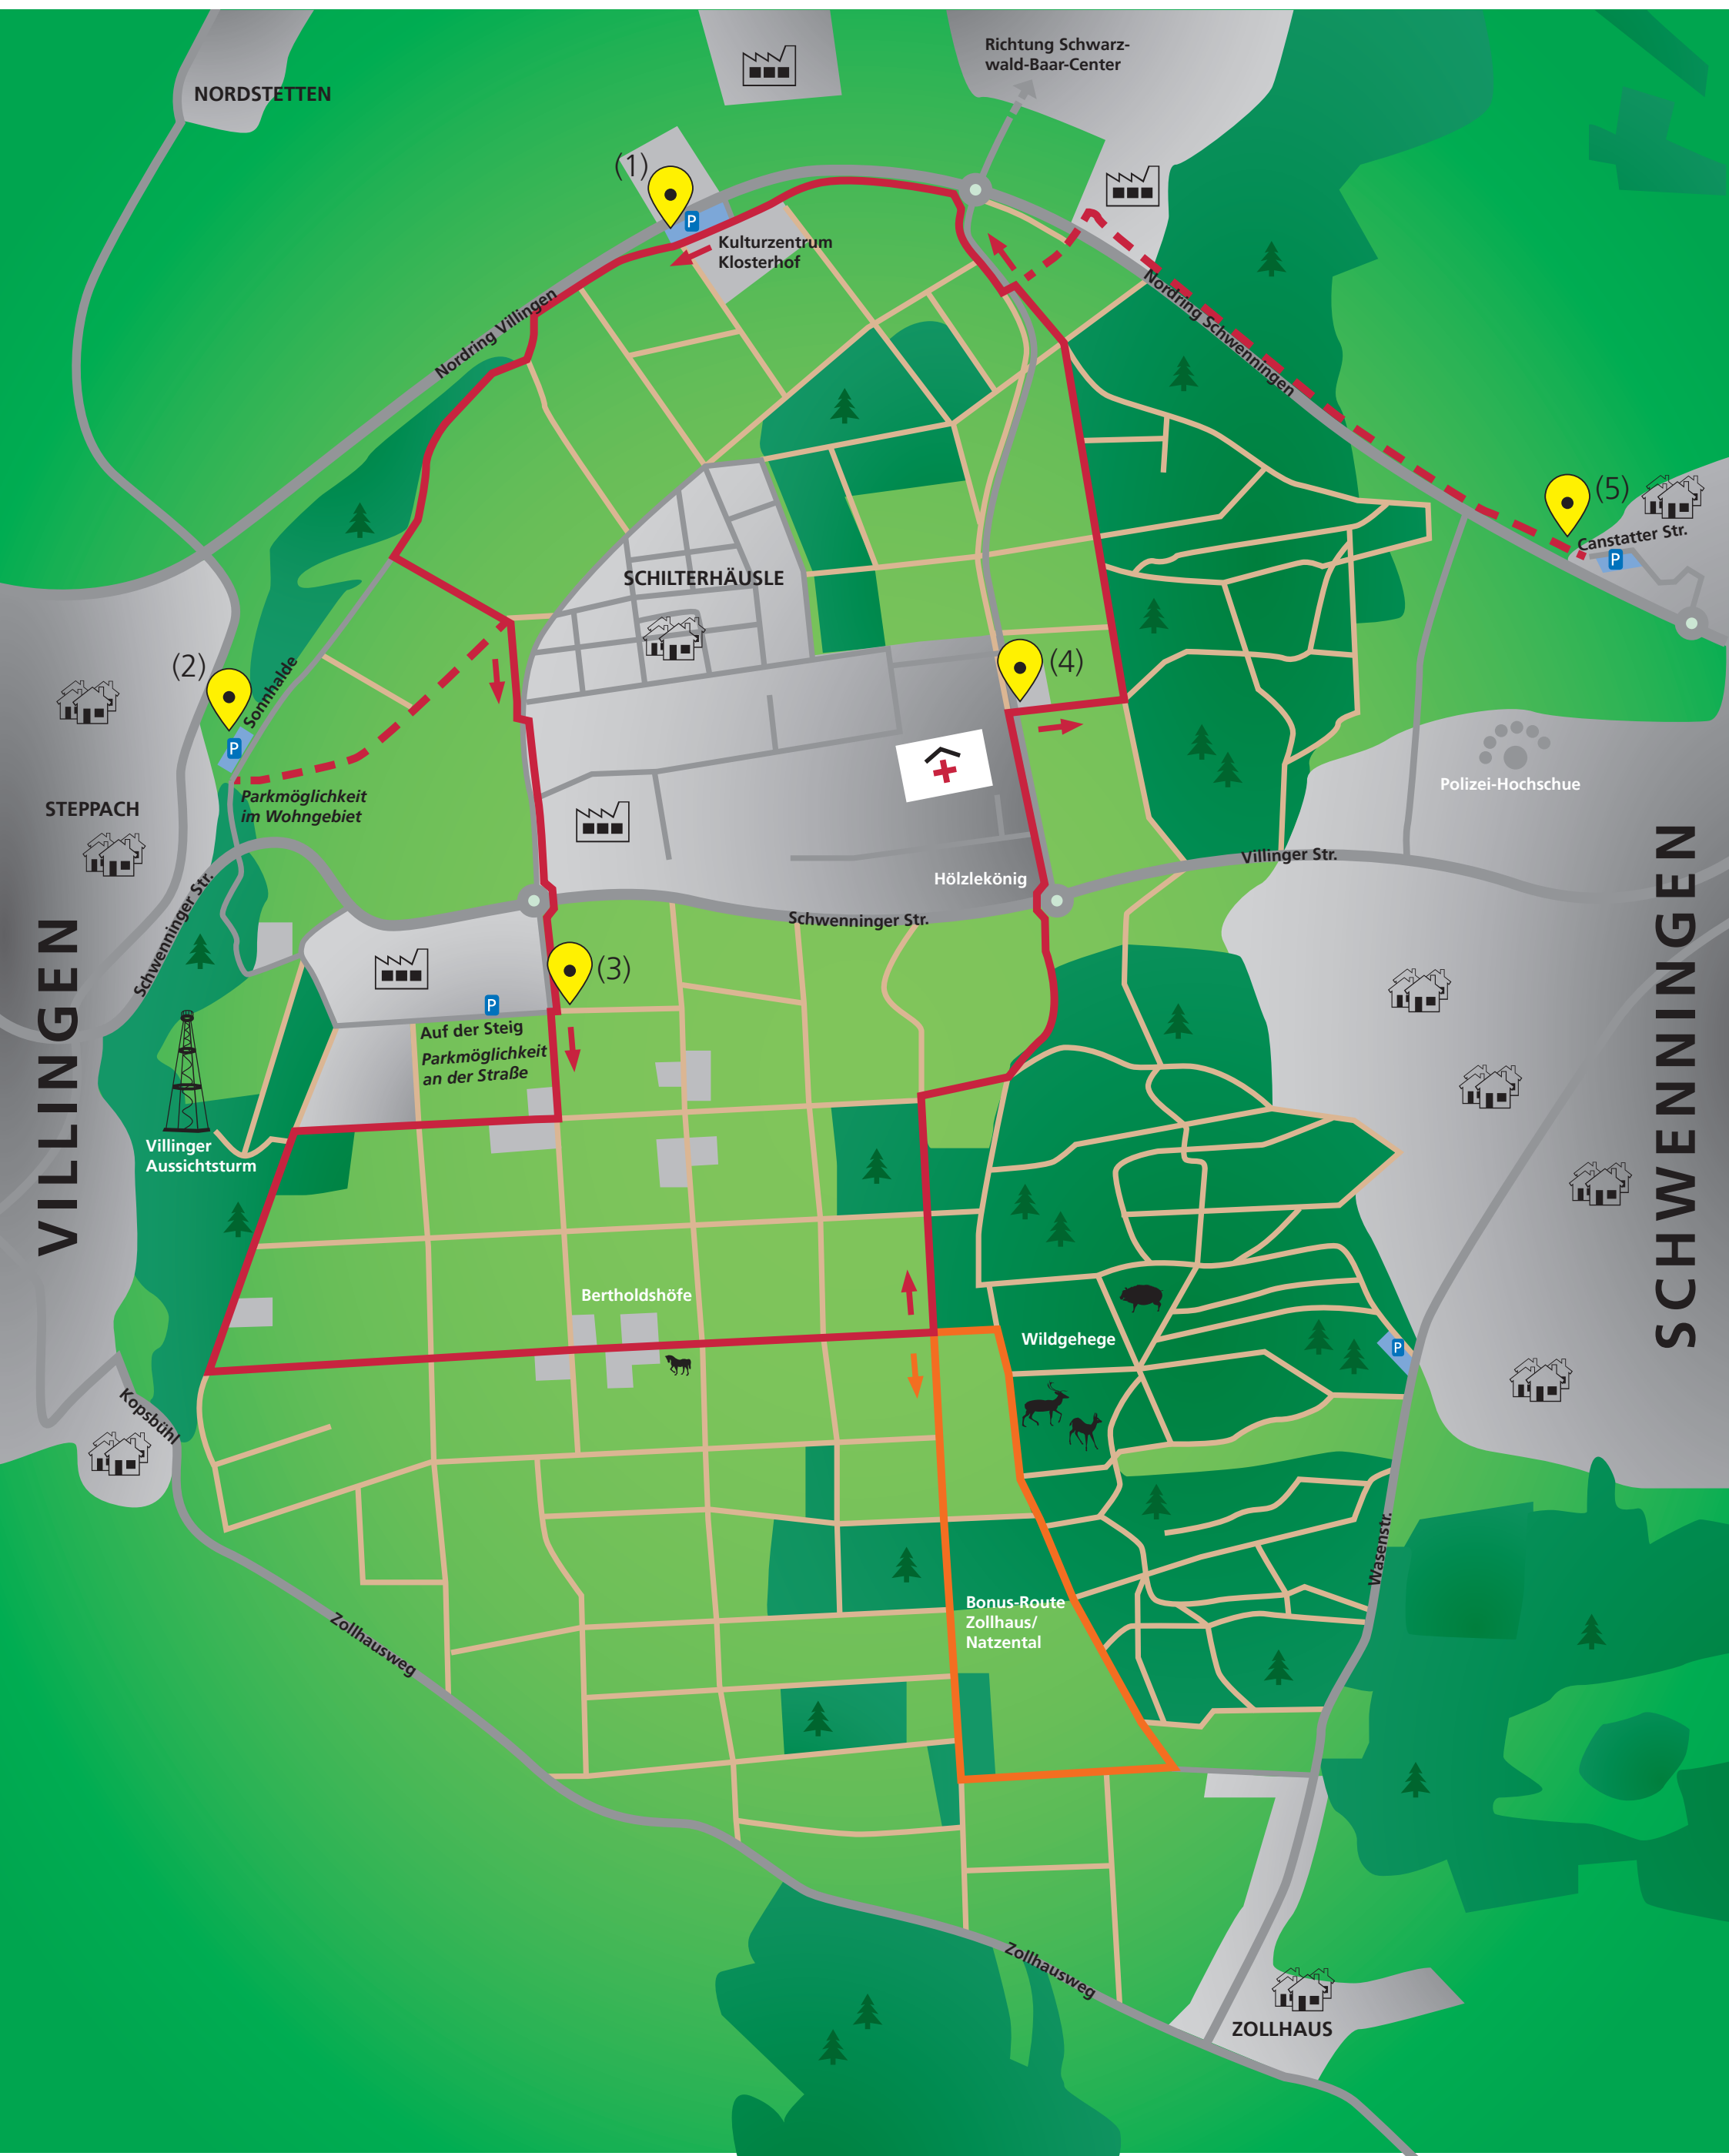 Richtung Schwarz-
wald-Baar-Center
NORDSTETTEN
(1)
P
Kulturzentrum
Klosterhof
Nordring Villingen
Nordring Schwenningen
(5)
Canstatter Str.
P
SCHILTERHÄUSLE
(4)
(2)
Sonnhalde
P
Parkmöglichkeit
im Wohngebiet
STEPPACH
Polizei-Hochschue
Villinger Str.
Hölzlekönig
Schwenninger Str.
Schwenninger Str.
VILLINGEN
SCHWENNINGEN
(3)
P
Auf der Steig
Parkmöglichkeit
an der Straße
Villinger
Aussichtsturm
Bertholdshöfe
Wildgehege
P
Kopsbühl
Wasenstr.
Bonus-Route
Zollhaus/
Natzental
Zollhausweg
Zollhausweg
ZOLLHAUS